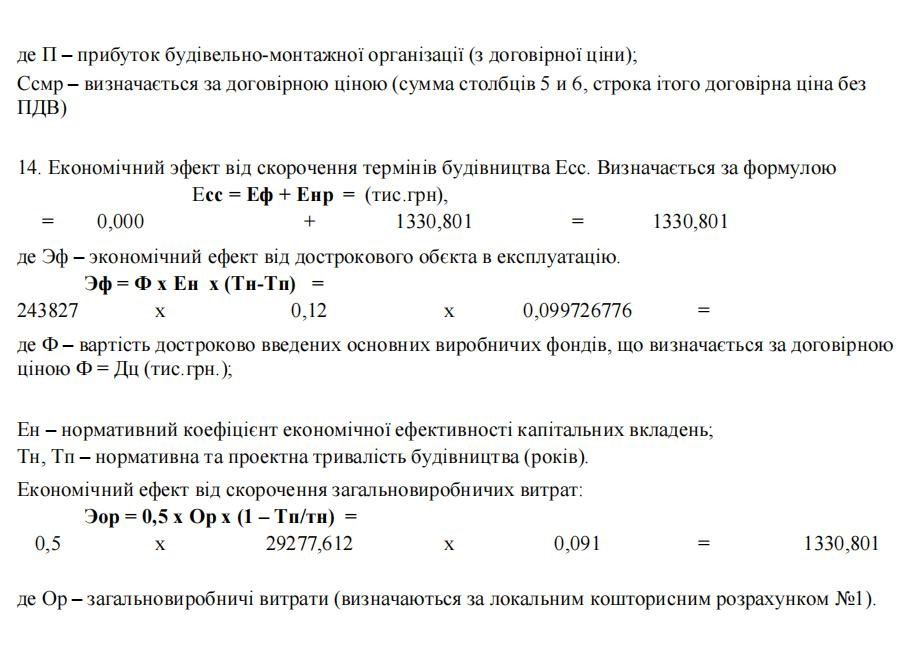 де П – прибуток будівельно-монтажної організації (з договірної ціни);
Ссмр – визначається за договірною ціною (сумма столбців 5 и 6, строка ітого договірна ціна без
ПДВ)
14. Економічний эфект від скорочення термінів будівництва Есс. Визначається за формулою
Есс = Еф + Енр = (тис.грн),
= 0,000 + 1330,801 = 1330,801
де Эф – экономічний ефект від дострокового обєкта в експлуатацію.
Эф = Ф х Ен х (Тн-Тп) =
243827 х 0,12 х 0,099726776 =
де Ф – вартість достроково введених основних виробничих фондів, що визначається за договірною
ціною Ф = Дц (тис.грн.);
Ен – нормативний коефіцієнт економічної ефективності капітальних вкладень;
Тн, Тп – нормативна та проектна тривалість будівництва (років).
Економічний ефект від скорочення загальновиробничих витрат:
Эор = 0,5 х Ор х (1 – Тп/тн) =
0,5 х 29277,612 х 0,091 = 1330,801
де Ор – загальновиробничі витрати (визначаються за локальним кошторисним розрахунком №1).